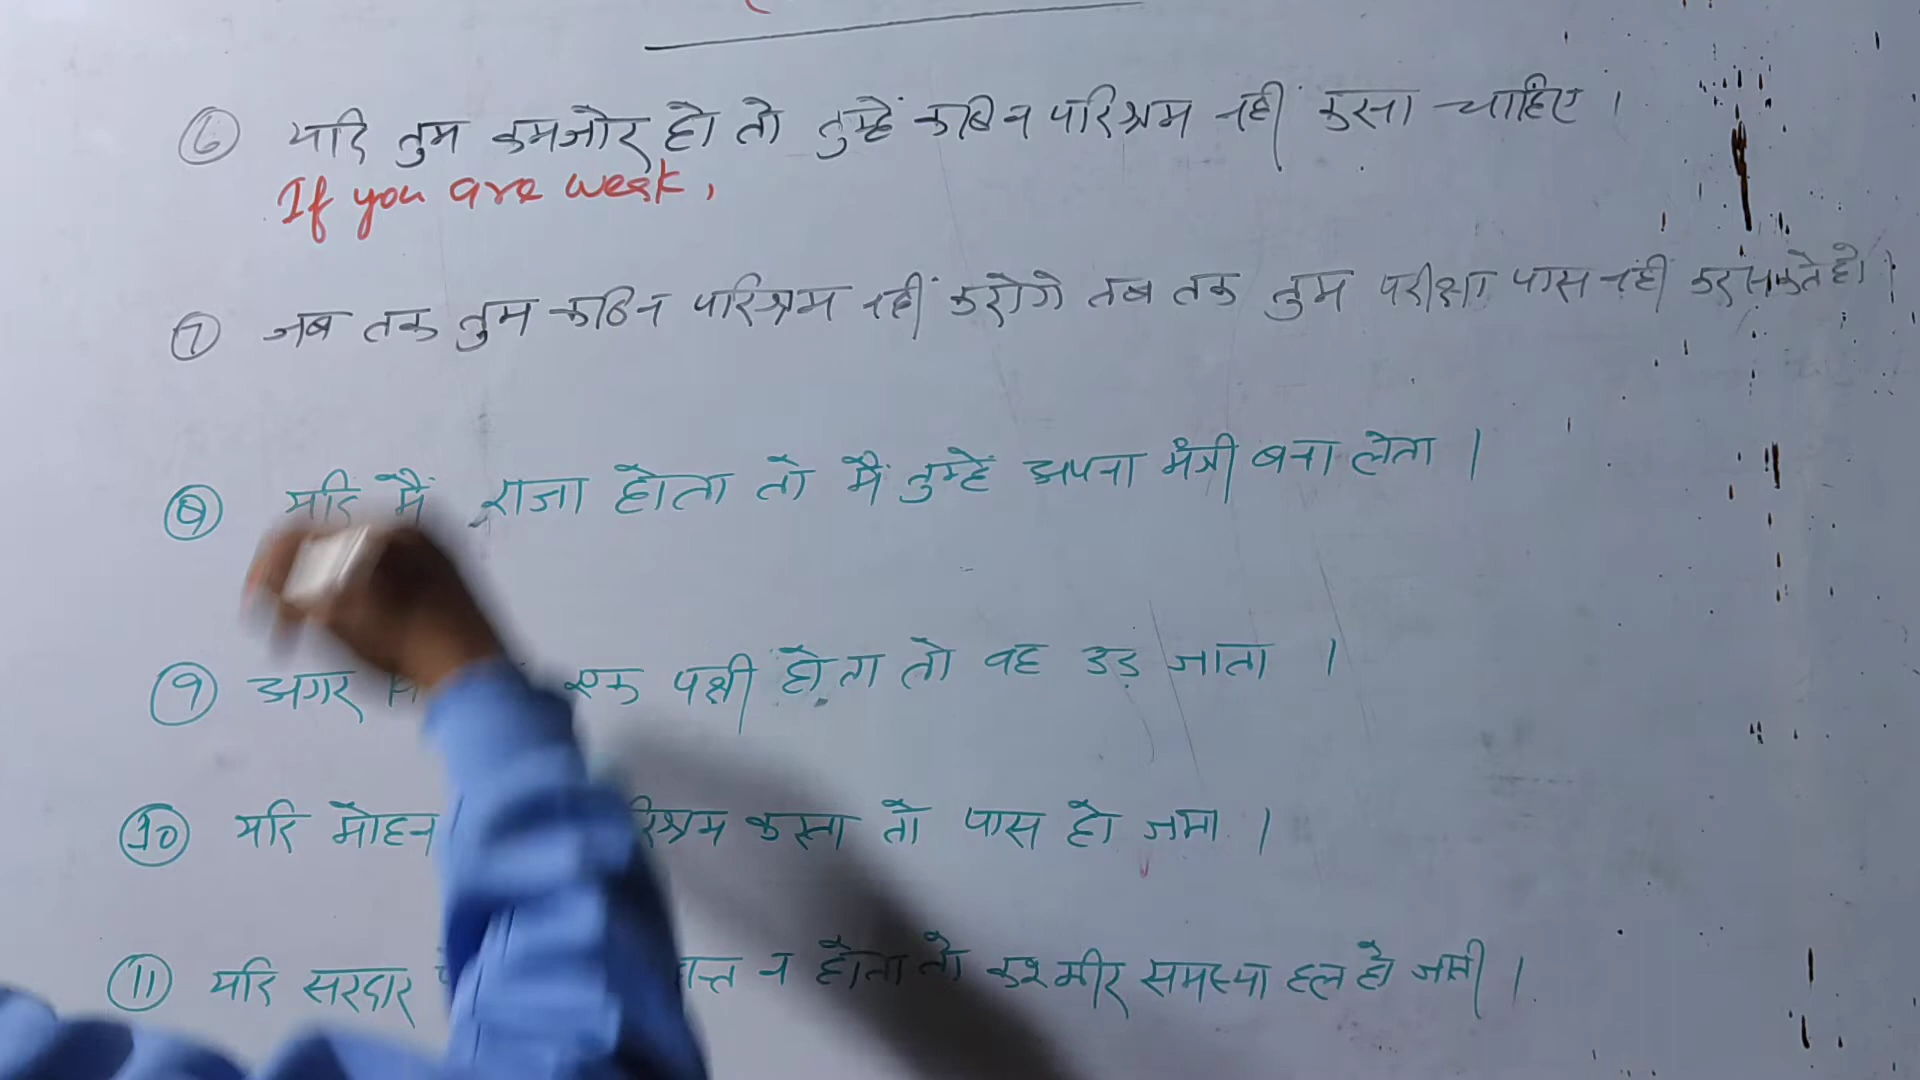 6 यदि तुम कमजोर हो तो तुम्हें कठिन परिश्रम नहीं करना चाहिए ।
If you are weak,
7 जब तक तुम कठिन परिश्रम नहीं करोगे तब तक तुम परीक्षा पास नहीं कर सकते हो ।
8 यदि मैं राजा होता तो मैं तुम्हें अपना मंत्री बना लेता ।
9 अगर एक पक्षी होता तो वह उड़ जाता ।
10 यदि मोहन करता तो पास हो जाता ।
11 यदि सरदार न होता तो कश्मीर समस्या हल हो जाती ।